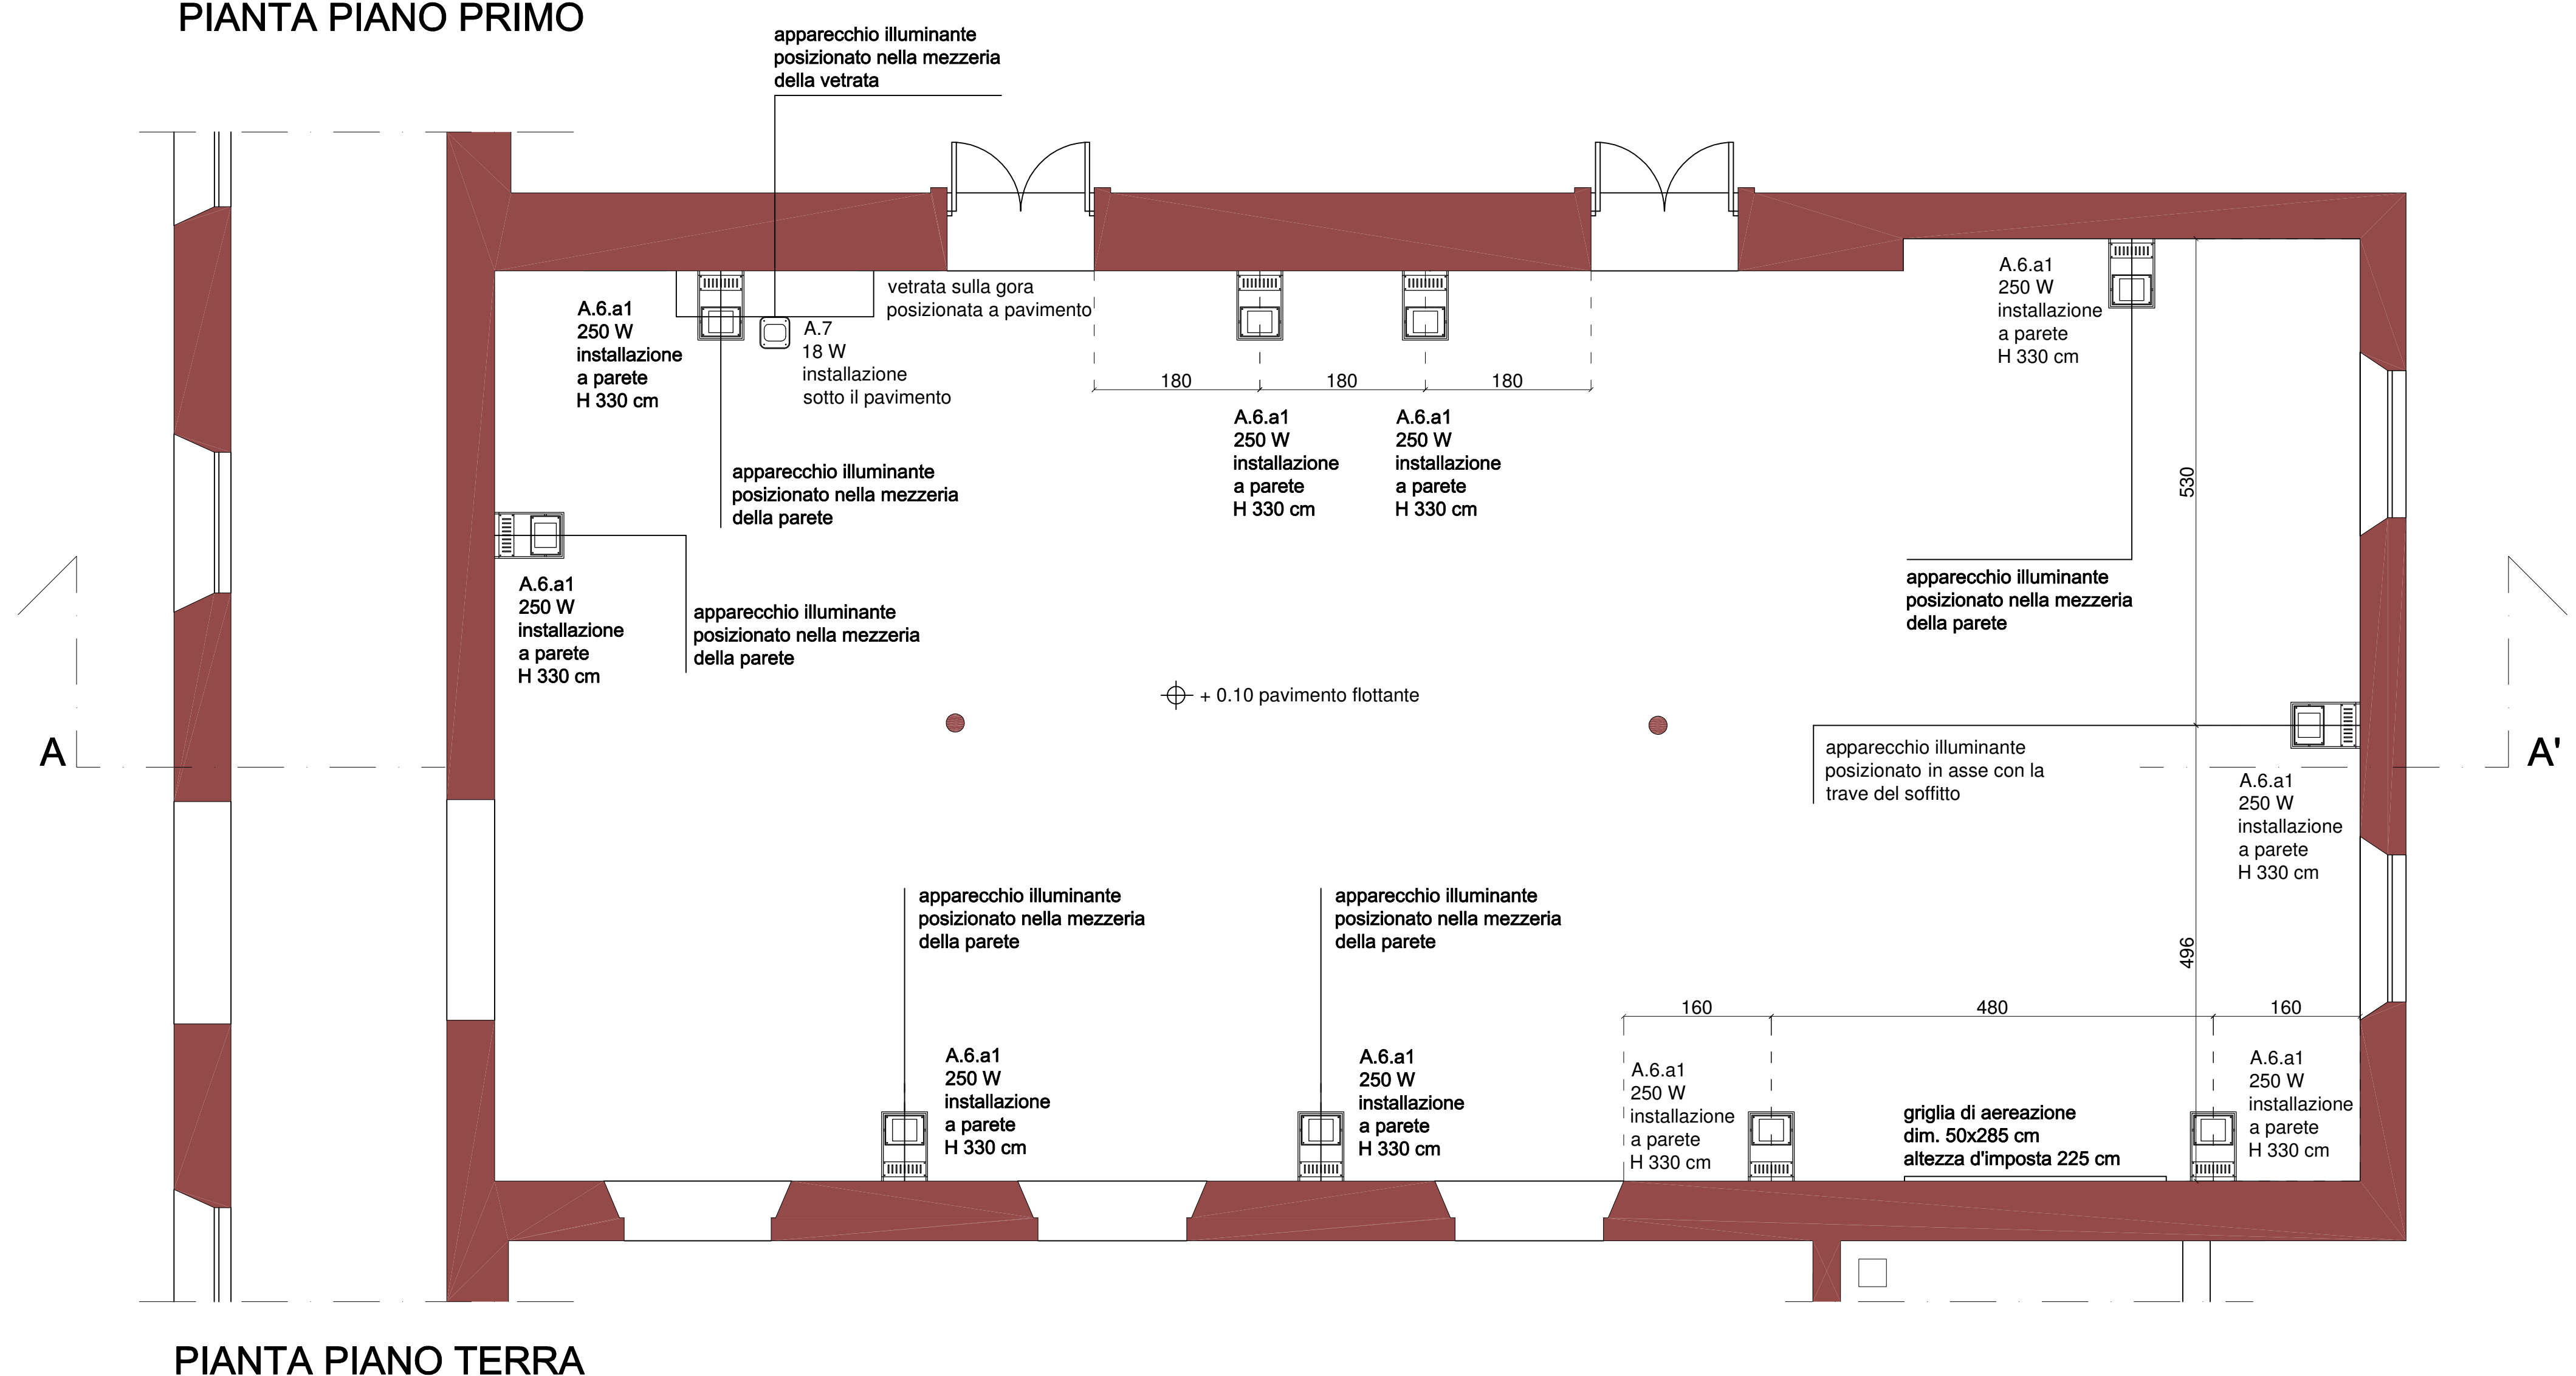 PIANTA PIANO PRIMO
apparecchio illuminante
posizionato nella mezzeria
della vetrata
A.6.a1
250 W
installazione
a parete
H 330 cm
A.7
18 W
installazione
sotto il pavimento
vetrata sulla gora
posizionata a pavimento
180
180
180
A.6.a1
250 W
installazione
a parete
H 330 cm
A.6.a1
250 W
installazione
a parete
H 330 cm
A.6.a1
250 W
installazione
a parete
H 330 cm
apparecchio illuminante
posizionato nella mezzeria
della parete
530
A.6.a1
250 W
installazione
a parete
H 330 cm
apparecchio illuminante
posizionato nella mezzeria
della parete
apparecchio illuminante
posizionato nella mezzeria
della parete
+ 0.10 pavimento flottante
A
A'
apparecchio illuminante
posizionato in asse con la
trave del soffitto
A.6.a1
250 W
installazione
a parete
H 330 cm
apparecchio illuminante
posizionato nella mezzeria
della parete
apparecchio illuminante
posizionato nella mezzeria
della parete
496
160
480
160
A.6.a1
250 W
installazione
a parete
H 330 cm
A.6.a1
250 W
installazione
a parete
H 330 cm
A.6.a1
250 W
installazione
a parete
H 330 cm
griglia di aereazione
dim. 50x285 cm
altezza d'imposta 225 cm
A.6.a1
250 W
installazione
a parete
H 330 cm
PIANTA PIANO TERRA